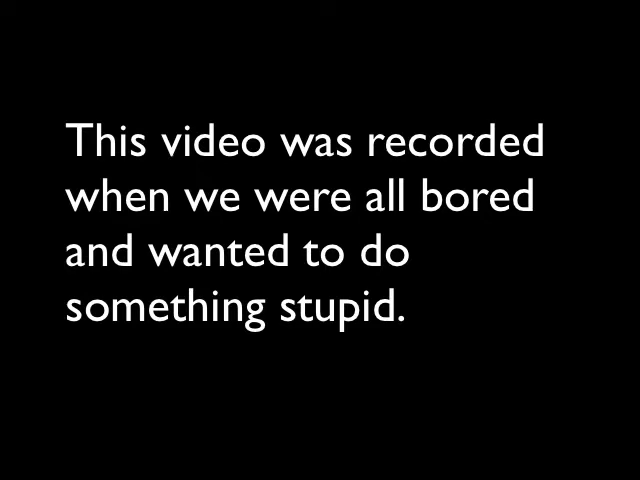 This video was recorded
when we were all bored
and wanted to do
something stupid.